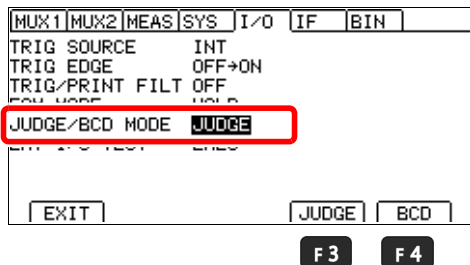 MUX1 MUX2 MEAS SYS I/O IF BIN
TRIG SOURCE INT
TRIG EDGE OFF→ON
TRIG/PRINT FILT OFF
JUDGE/BCD MODE JUDGE
EXIT JUDGE BCD
F3 F4